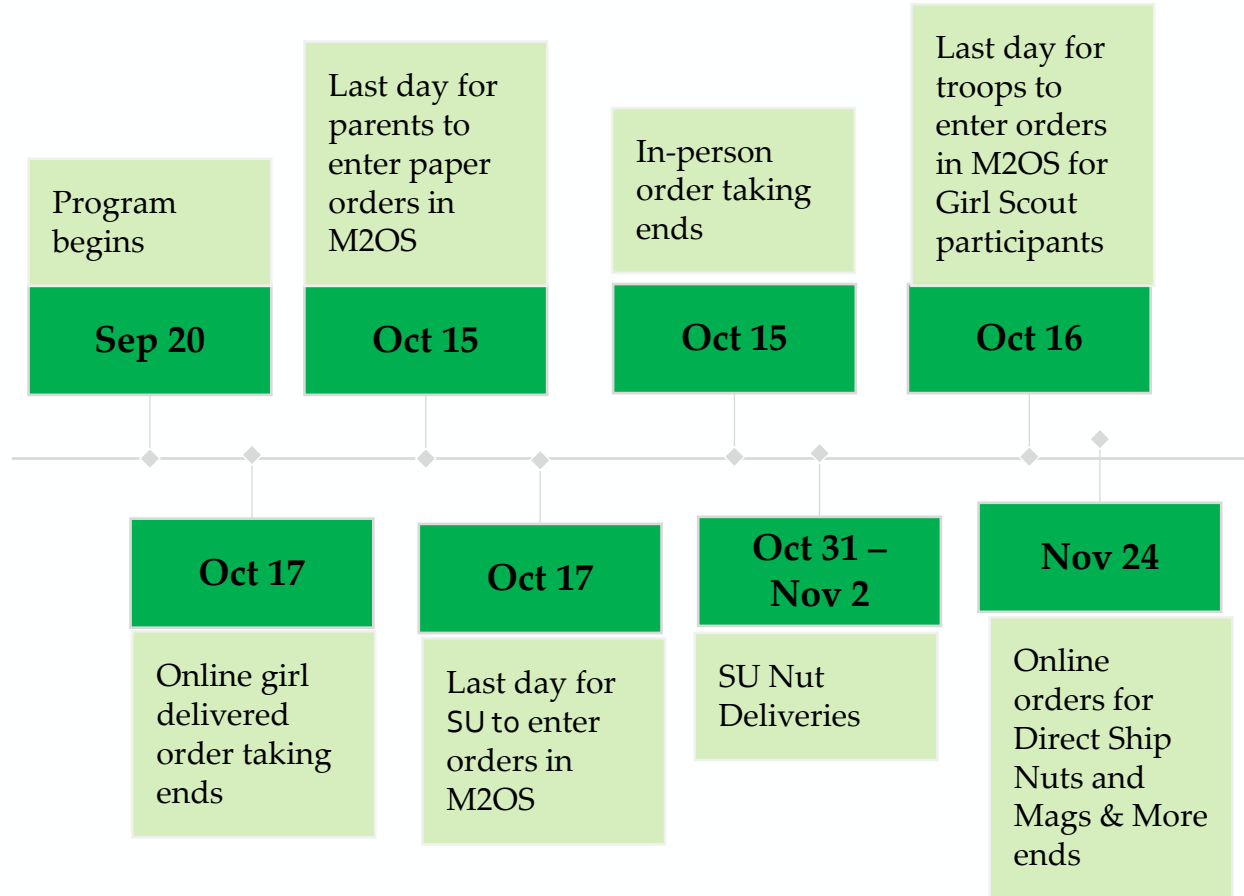 Program
begins
Sep 20
Last day for
parents to
enter paper
orders in
M2OS
Oct 15
In-person
order taking
ends
Oct 15
Last day for
troops to
enter orders
in M2OS for
Girl Scout
participants
Oct 16
Oct 17
Online girl
delivered
order taking
ends
Oct 17
Last day for
SU to enter
orders in
M2OS
Oct 31 –
Nov 2
SU Nut
Deliveries
Nov 24
Online
orders for
Direct Ship
Nuts and
Mags & More
ends